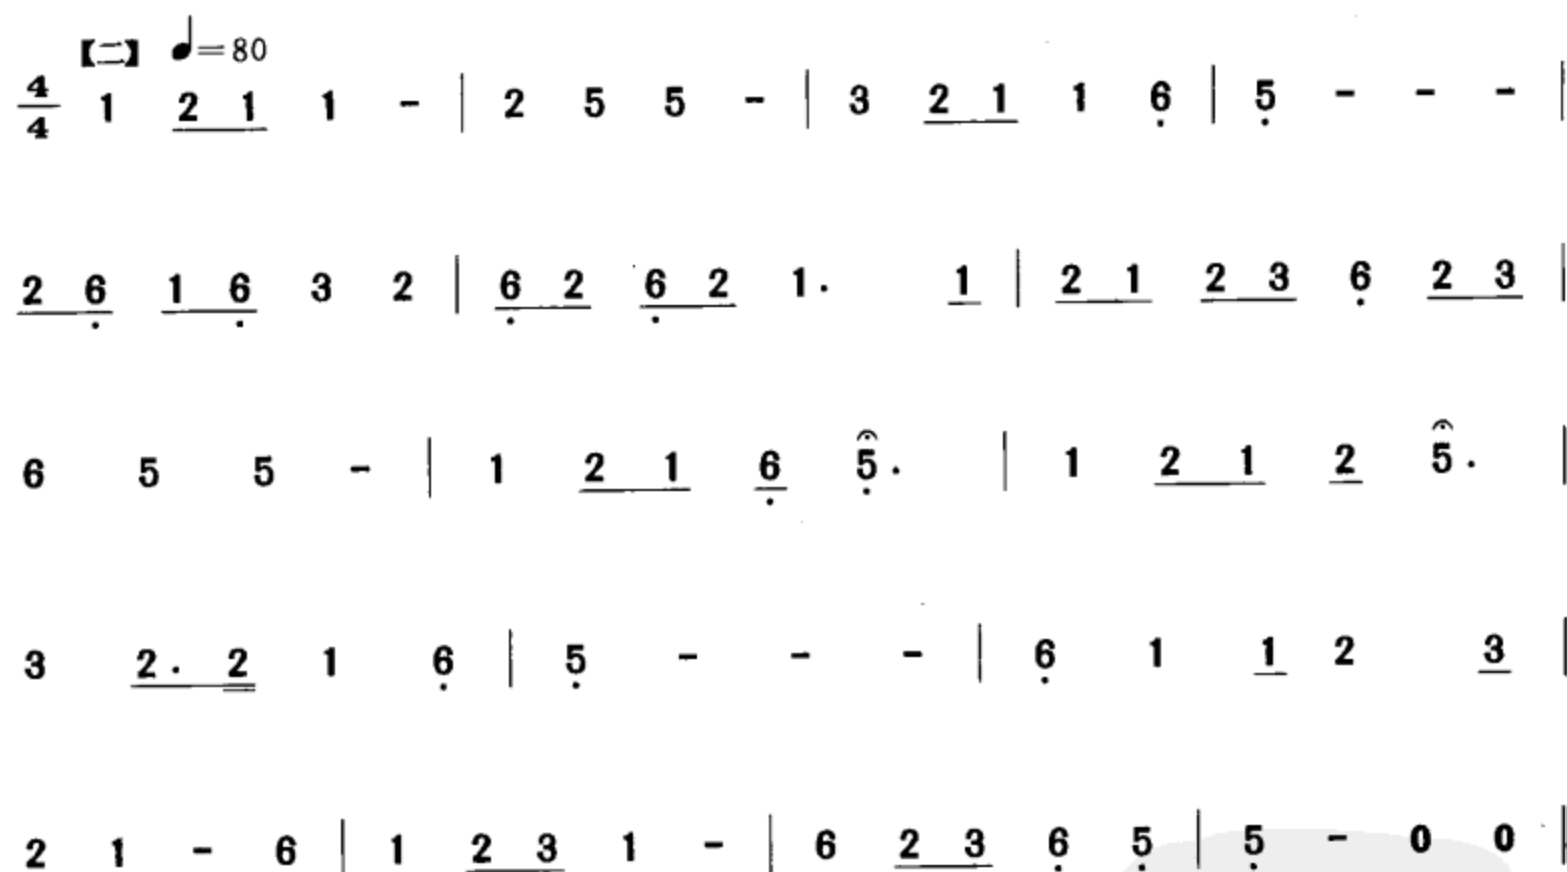 【二】 ♩=80
4/4 1 2 1 1 - | 2 5 5 - | 3 2 1 1 6̣ | 5̣ - - - |
2 6̣ 1 6̣ 3 2 | 6̣ 2 6̣ 2 1. 1 | 2 1 2 3 6̣ 2 3 |
6 5 5 - | 1 2 1 6̣ 5̣. | 1 2 1 2 5. |
3 2. 2 1 6̣ | 5̣ - - - | 6̣ 1 1 2 3 |
2 1 - 6 | 1 2 3 1 - | 6 2 3 6̣ 5̣ | 5̣ - 0 0 |